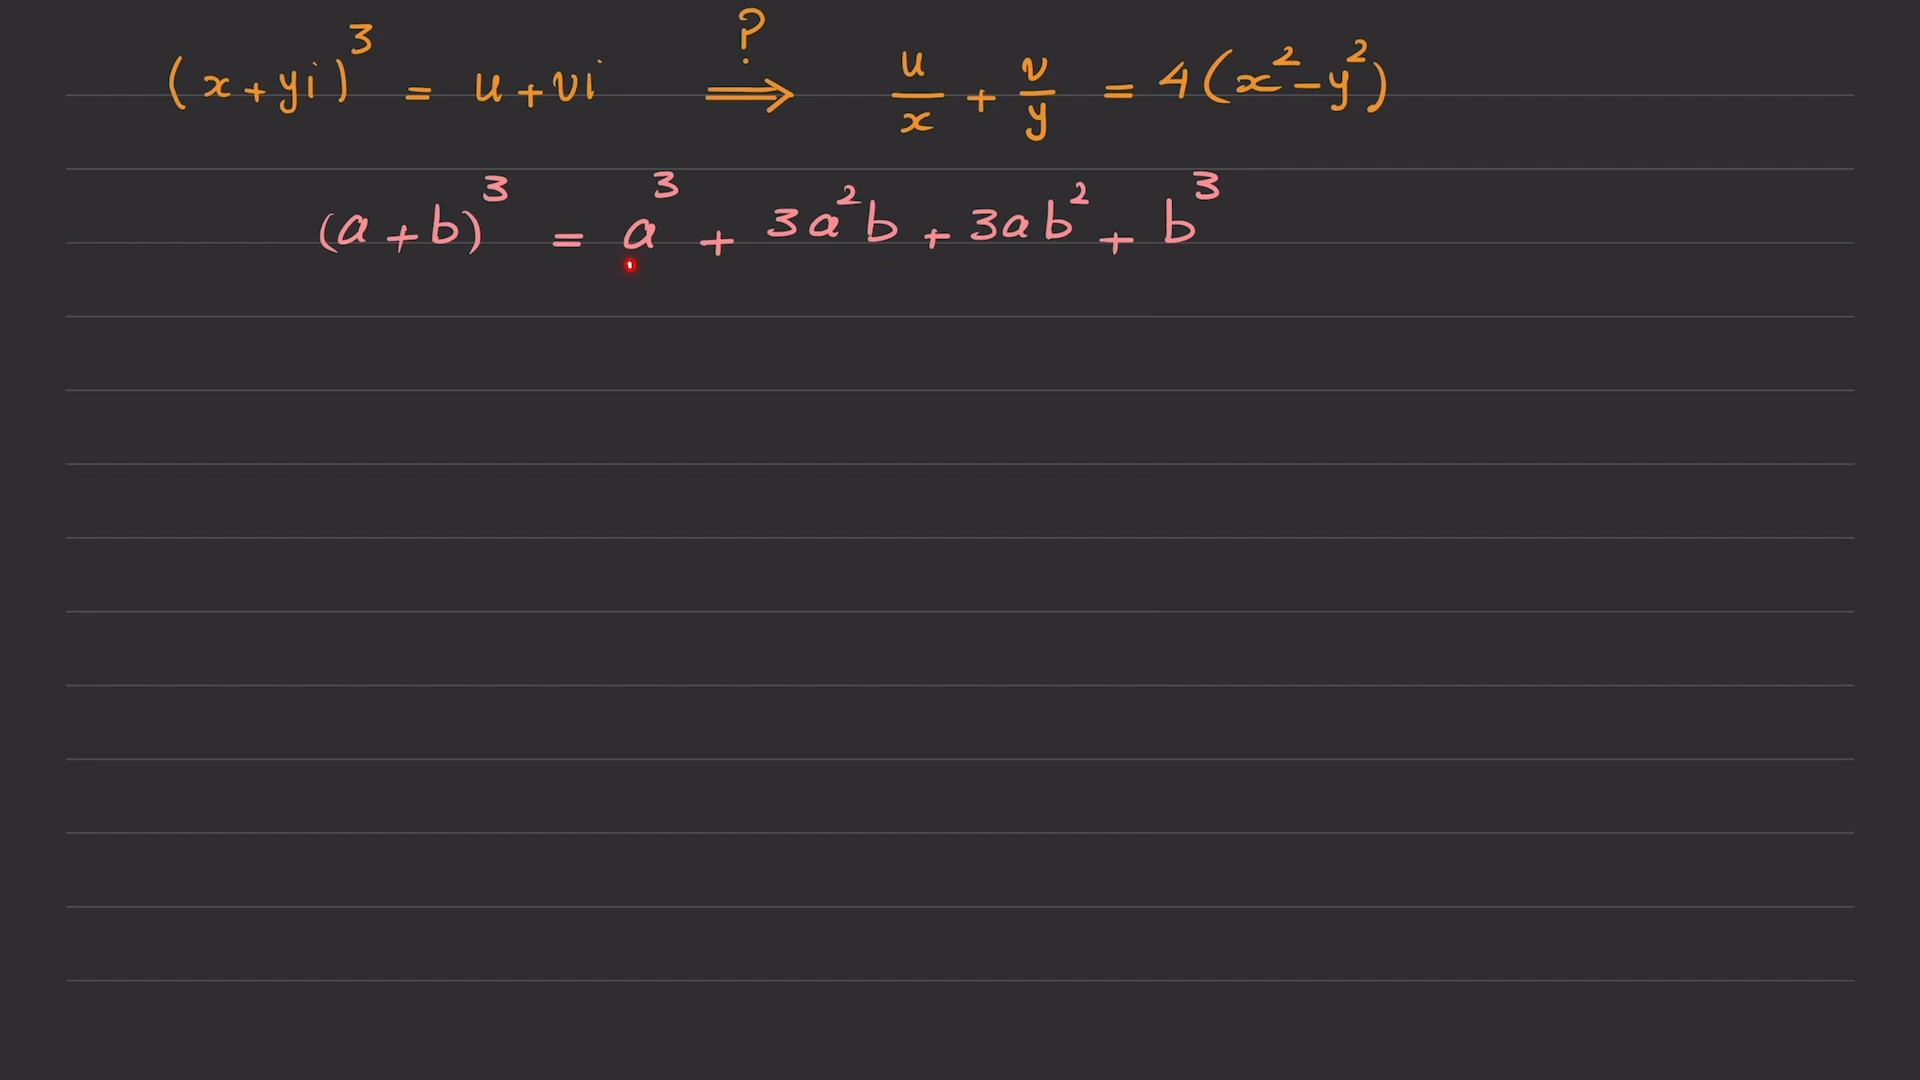 (x+yi)³ = u+vi ?⟹ u/x + v/y = 4(x²−y²)
(a+b)³ = a³ + 3a²b + 3ab² + b³